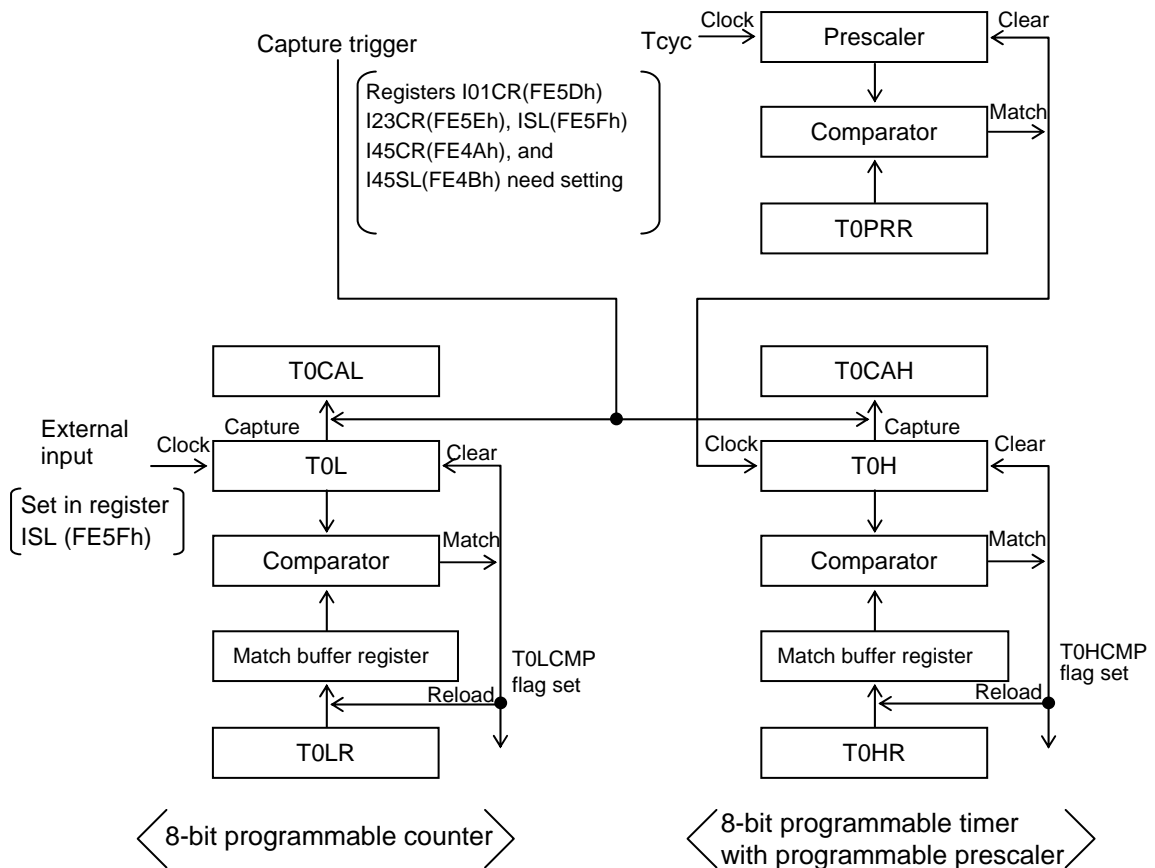 Capture trigger
Registers I01CR(FE5Dh)
I23CR(FE5Eh), ISL(FE5Fh)
I45CR(FE4Ah), and
I45SL(FE4Bh) need setting
Tcyc
Clock
Prescaler
Clear
Comparator
Match
T0PRR
T0CAL
T0CAH
External
input
Clock
Capture
T0L
Clear
Clock
Capture
T0H
Clear
Set in register
ISL (FE5Fh)
Comparator
Match
Comparator
Match
Match buffer register
T0LCMP
flag set
Match buffer register
T0HCMP
flag set
Reload
T0LR
Reload
T0HR
8-bit programmable counter
8-bit programmable timer
with programmable prescaler